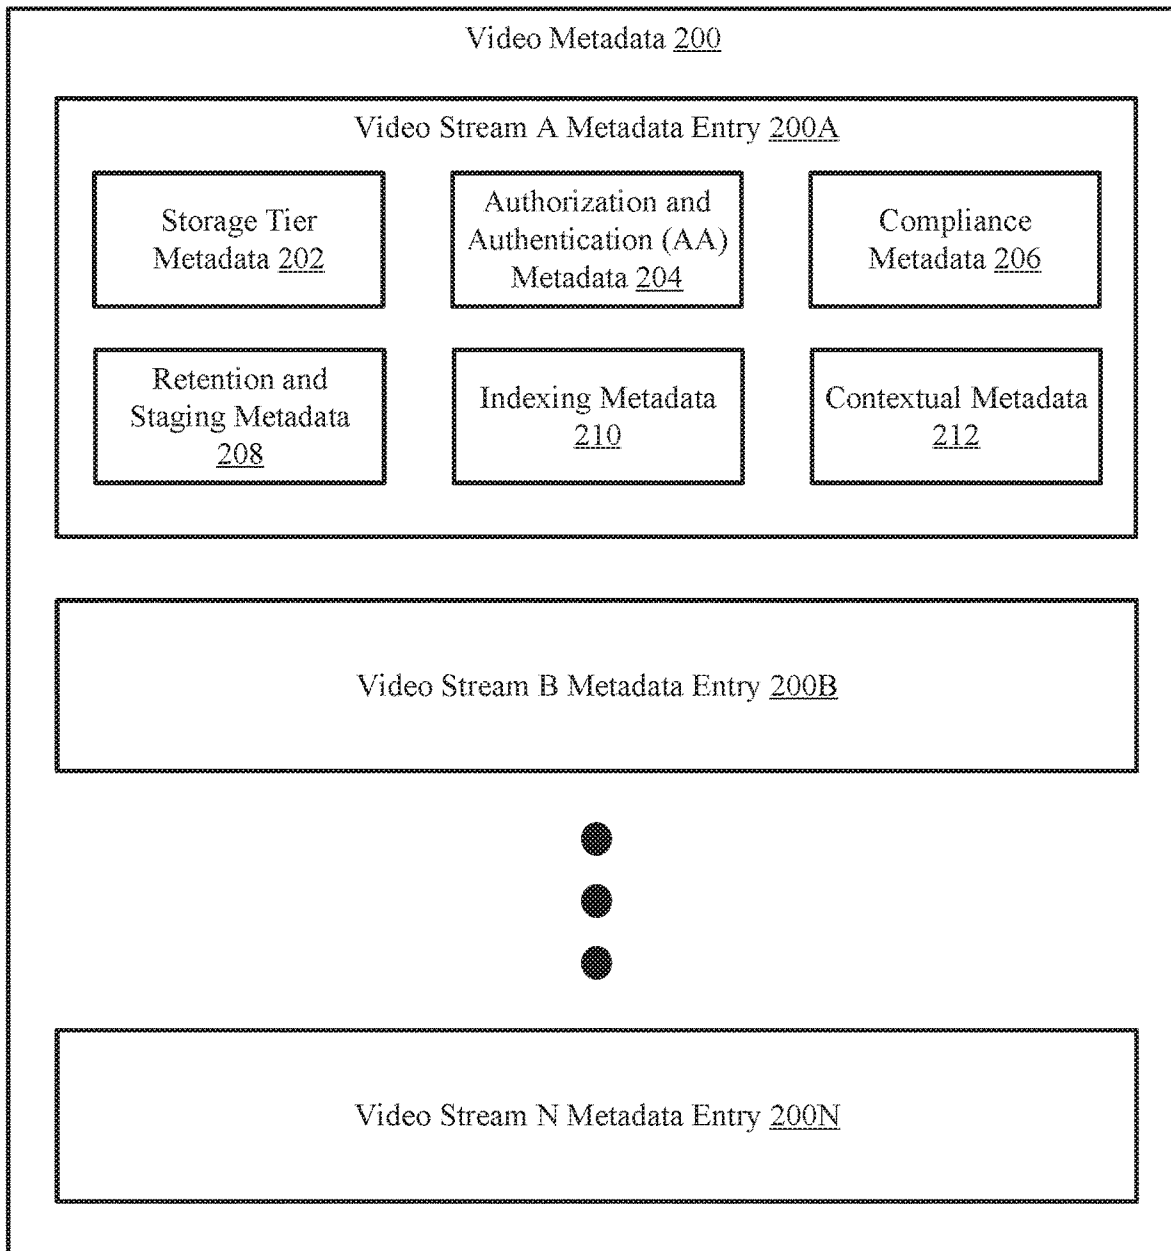 Video Metadata 200
Video Stream A Metadata Entry 200A
Storage Tier
Metadata 202
Authorization and
Authentication (AA)
Metadata 204
Compliance
Metadata 206
Retention and
Staging Metadata
208
Indexing Metadata
210
Contextual Metadata
212
Video Stream B Metadata Entry 200B
Video Stream N Metadata Entry 200N